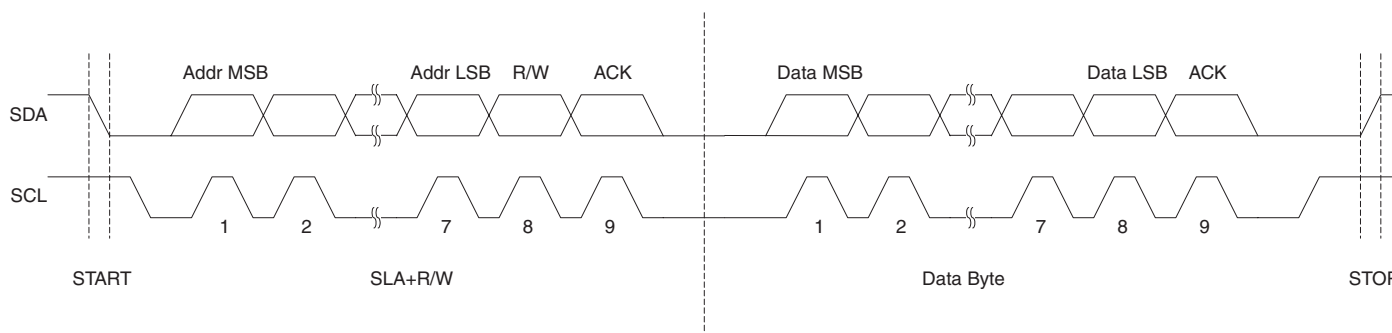 Addr MSB Addr LSB R/W ACK Data MSB Data LSB ACK
SDA
SCL
1 2 7 8 9 1 2 7 8 9
START SLA+R/W Data Byte STOP